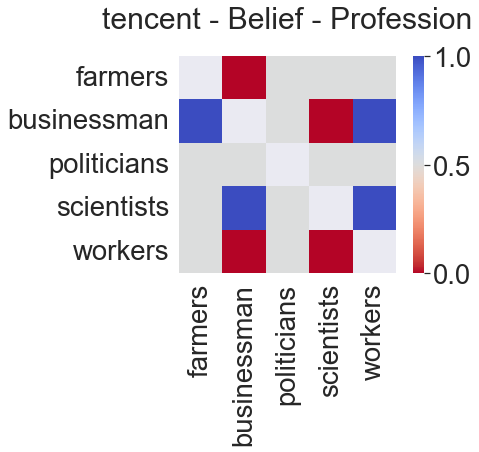 tencent - Belief - Profession
farmers
businessman
politicians
scientists
workers
1.0
0.5
0.0
farmers
businessman
politicians
scientists
workers